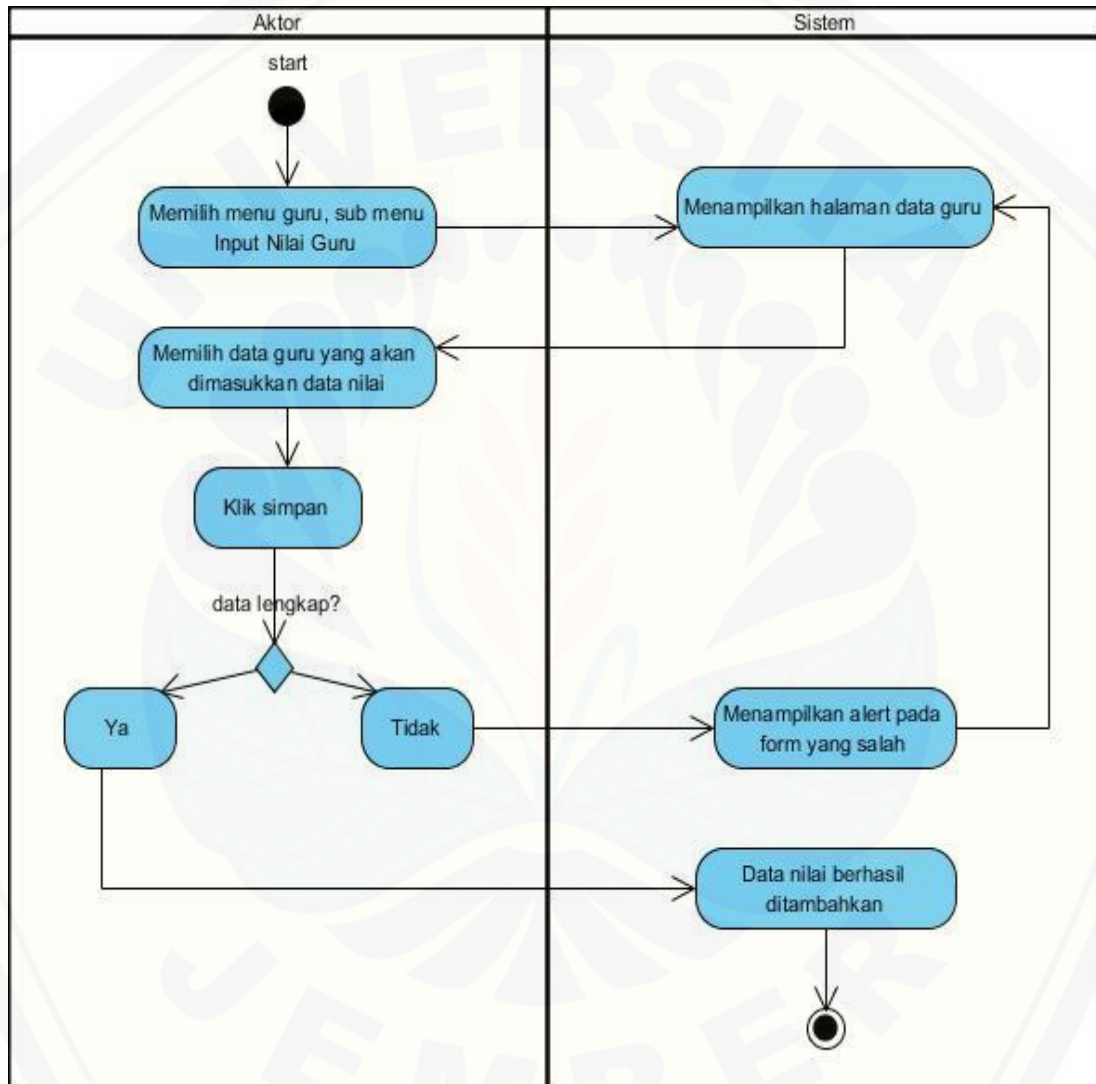 Aktor
Sistem
start
Memilih menu guru, sub menu
Input Nilai Guru
Menampilkan halaman data guru
Memilih data guru yang akan
dimasukkan data nilai
Klik simpan
data lengkap?
Ya
Tidak
Menampilkan alert pada
form yang salah
Data nilai berhasil
ditambahkan
UNIVERSITAS
JEMBER